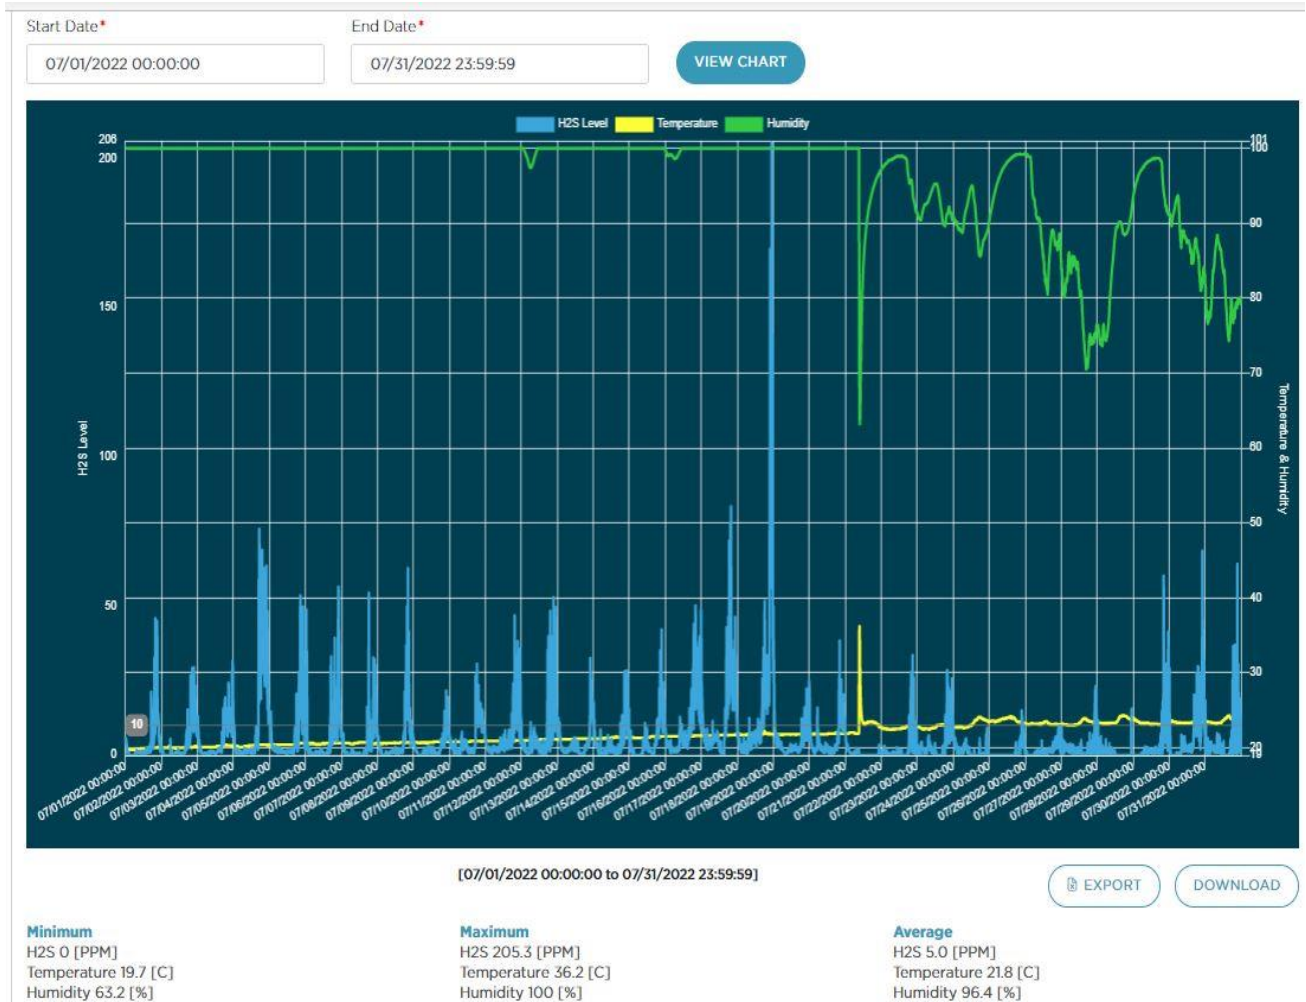 Start Date*
End Date*
07/01/2022 00:00:00
07/31/2022 23:59:59
VIEW CHART
H2S Level
Temperature
Humidity
206
200
150
100
50
10
0
H2S Level
101
100
90
80
70
60
50
40
30
20
19
Temperature & Humidity
07/01/2022 00:00:00
07/02/2022 00:00:00
07/03/2022 00:00:00
07/04/2022 00:00:00
07/05/2022 00:00:00
07/06/2022 00:00:00
07/07/2022 00:00:00
07/08/2022 00:00:00
07/09/2022 00:00:00
07/10/2022 00:00:00
07/11/2022 00:00:00
07/12/2022 00:00:00
07/13/2022 00:00:00
07/14/2022 00:00:00
07/15/2022 00:00:00
07/16/2022 00:00:00
07/17/2022 00:00:00
07/18/2022 00:00:00
07/19/2022 00:00:00
07/20/2022 00:00:00
07/21/2022 00:00:00
07/22/2022 00:00:00
07/23/2022 00:00:00
07/24/2022 00:00:00
07/25/2022 00:00:00
07/26/2022 00:00:00
07/27/2022 00:00:00
07/28/2022 00:00:00
07/29/2022 00:00:00
07/30/2022 00:00:00
07/31/2022 00:00:00
[07/01/2022 00:00:00 to 07/31/2022 23:59:59]
EXPORT
DOWNLOAD
Minimum
H2S 0 [PPM]
Temperature 19.7 [C]
Humidity 63.2 [%]
Maximum
H2S 205.3 [PPM]
Temperature 36.2 [C]
Humidity 100 [%]
Average
H2S 5.0 [PPM]
Temperature 21.8 [C]
Humidity 96.4 [%]